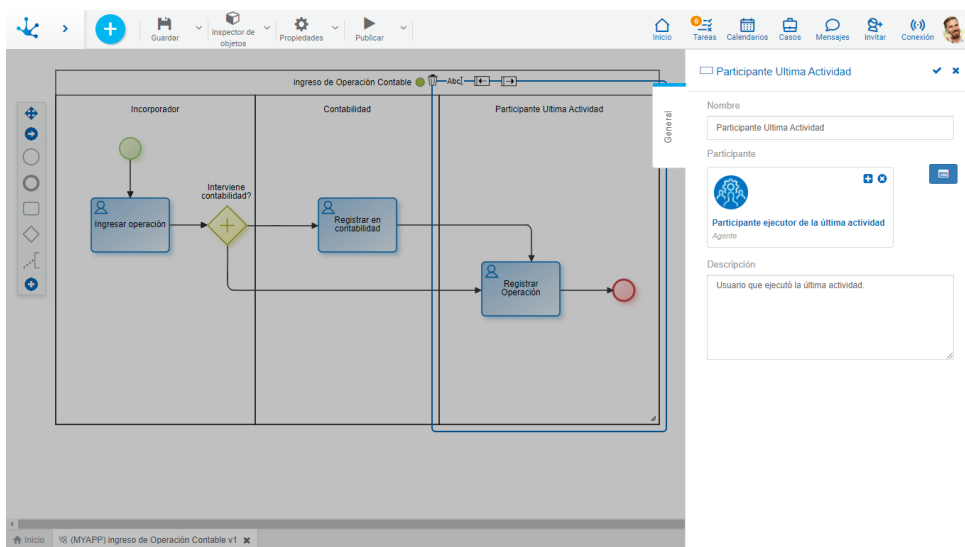 Guardar
inspector de
objetos
Propiedades
Publicar
Inicio
6
Tareas
Calendarios
Casos
Mensajes
Invitar
Conexión
ingreso de Operación Contable
Abc
Incorporador
Contabilidad
Participante Ultima Actividad
Ingresar operación
Interviene
contabilidad?
Registrar en
contabilidad
Registrar
Operación
General
Participante Ultima Actividad
Nombre
Participante Ultima Actividad
Participante
Participante ejecutor de la última actividad
Agente
Descripción
Usuario que ejecutó la última actividad.
Inicio
(MYAPP) ingreso de Operación Contable v1